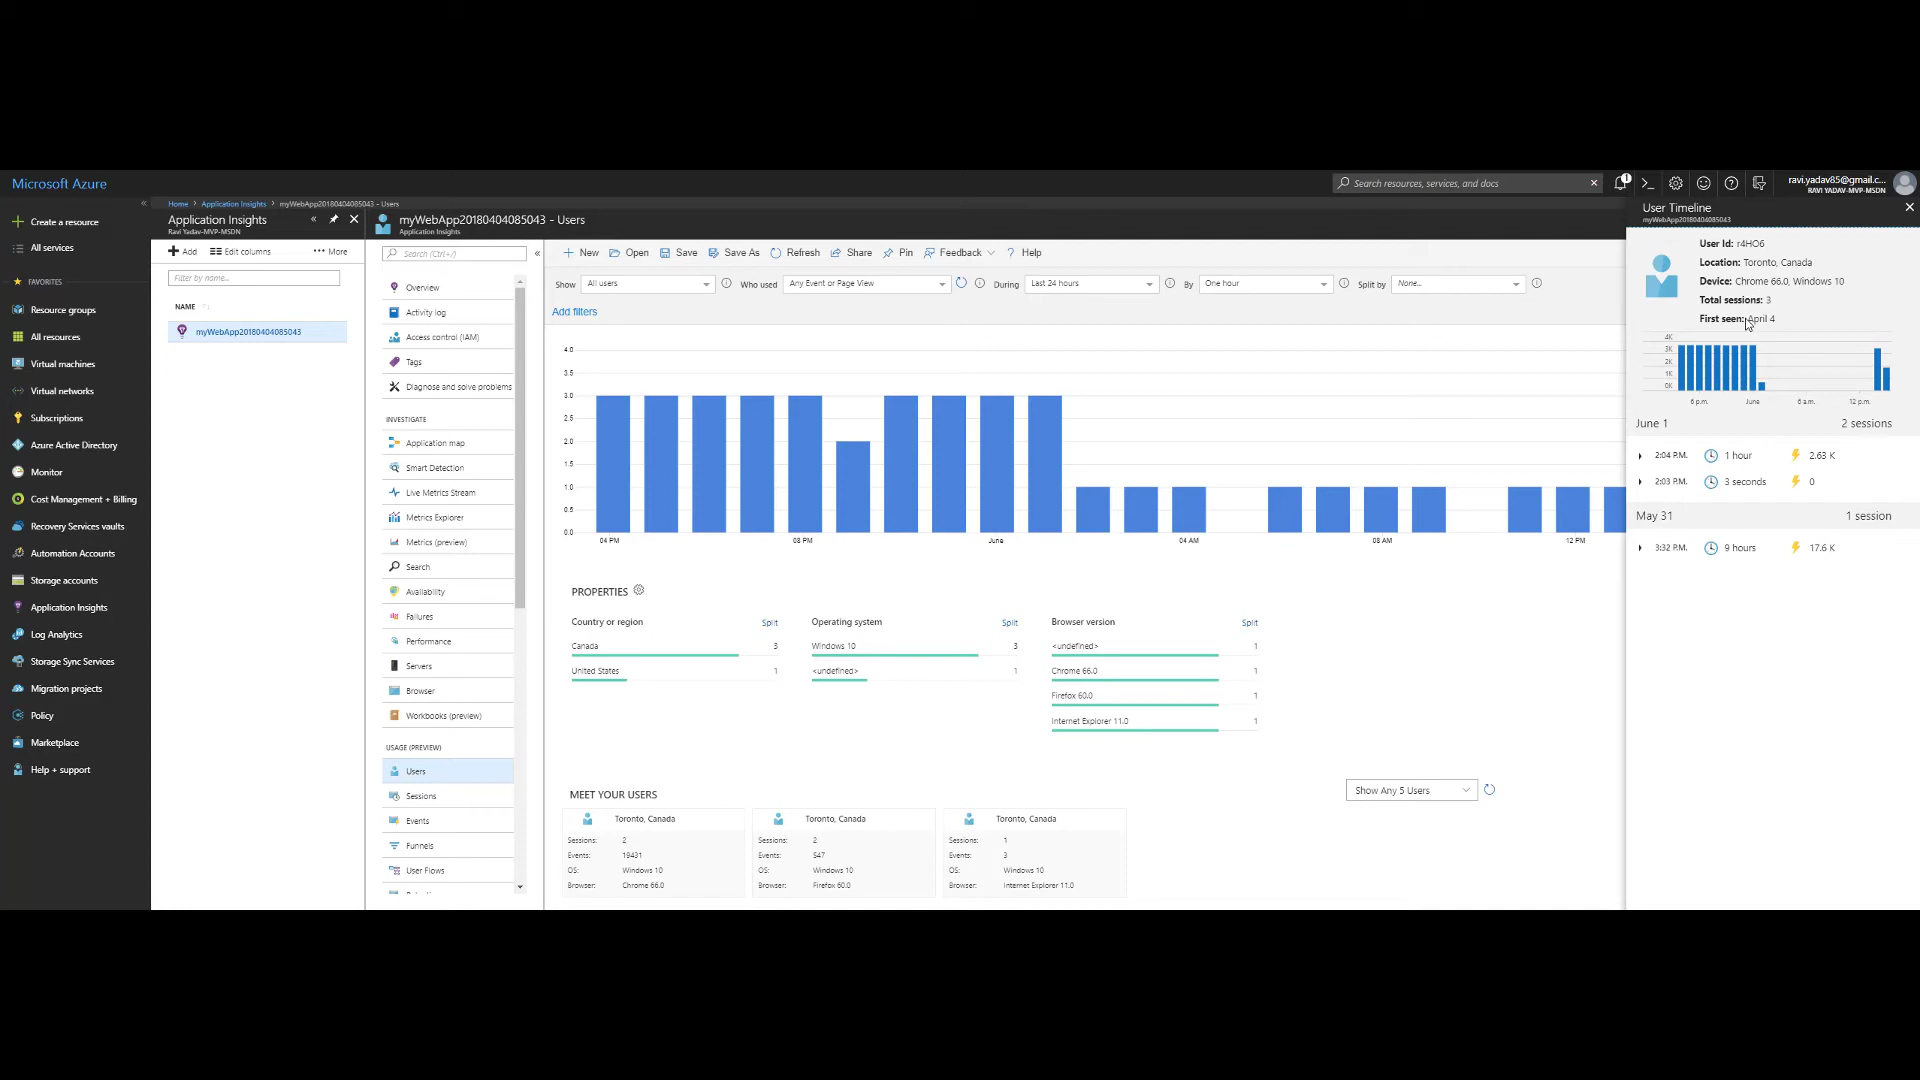 Microsoft Azure
Search resources, services, and docs
1
ravi.yadav85@gmail.c...
RAVI YADAV-MVP-MSDN
Create a resource
All services
FAVORITES
Resource groups
All resources
Virtual machines
Virtual networks
Subscriptions
Azure Active Directory
Monitor
Cost Management + Billing
Recovery Services vaults
Automation Accounts
Storage accounts
Application Insights
Log Analytics
Storage Sync Services
Migration projects
Policy
Marketplace
Help + support
Home > Application Insights > myWebApp20180404085043 - Users
Application Insights
Ravi Yadav-MVP-MSDN
Add Edit columns More
Filter by name...
NAME
myWebApp20180404085043
myWebApp20180404085043 - Users
Application Insights
Search (Ctrl+/)
Overview
Activity log
Access control (IAM)
Tags
Diagnose and solve problems
INVESTIGATE
Application map
Smart Detection
Live Metrics Stream
Metrics Explorer
Metrics (preview)
Search
Availability
Failures
Performance
Servers
Browser
Workbooks (preview)
USAGE (PREVIEW)
Users
Sessions
Events
Funnels
User Flows
New Open Save Save As Refresh Share Pin Feedback Help
Show All users Who used Any Event or Page View During Last 24 hours By One hour Split by None...
Add filters
4.0
3.5
3.0
2.5
2.0
1.5
1.0
0.5
0.0
04 PM 08 PM June 04 AM 08 AM 12 PM
PROPERTIES
Country or region Split
Canada 3
United States 1
Operating system Split
Windows 10 3
<undefined> 1
Browser version Split
<undefined> 1
Chrome 66.0 1
Firefox 60.0 1
Internet Explorer 11.0 1
MEET YOUR USERS
Show Any 5 Users
Toronto, Canada
Sessions: 2
Events: 19431
OS: Windows 10
Browser: Chrome 66.0
Toronto, Canada
Sessions: 2
Events: 547
OS: Windows 10
Browser: Firefox 60.0
Toronto, Canada
Sessions: 1
Events: 3
OS: Windows 10
Browser: Internet Explorer 11.0
User Timeline
myWebApp20180404085043
User Id: r4HO6
Location: Toronto, Canada
Device: Chrome 66.0, Windows 10
Total sessions: 3
First seen: April 4
4K
3K
2K
1K
0K
6 p.m. June 6 a.m. 12 p.m.
June 1 2 sessions
2:04 P.M. 1 hour 2.63 K
2:03 P.M. 3 seconds 0
May 31 1 session
3:32 P.M. 9 hours 17.6 K